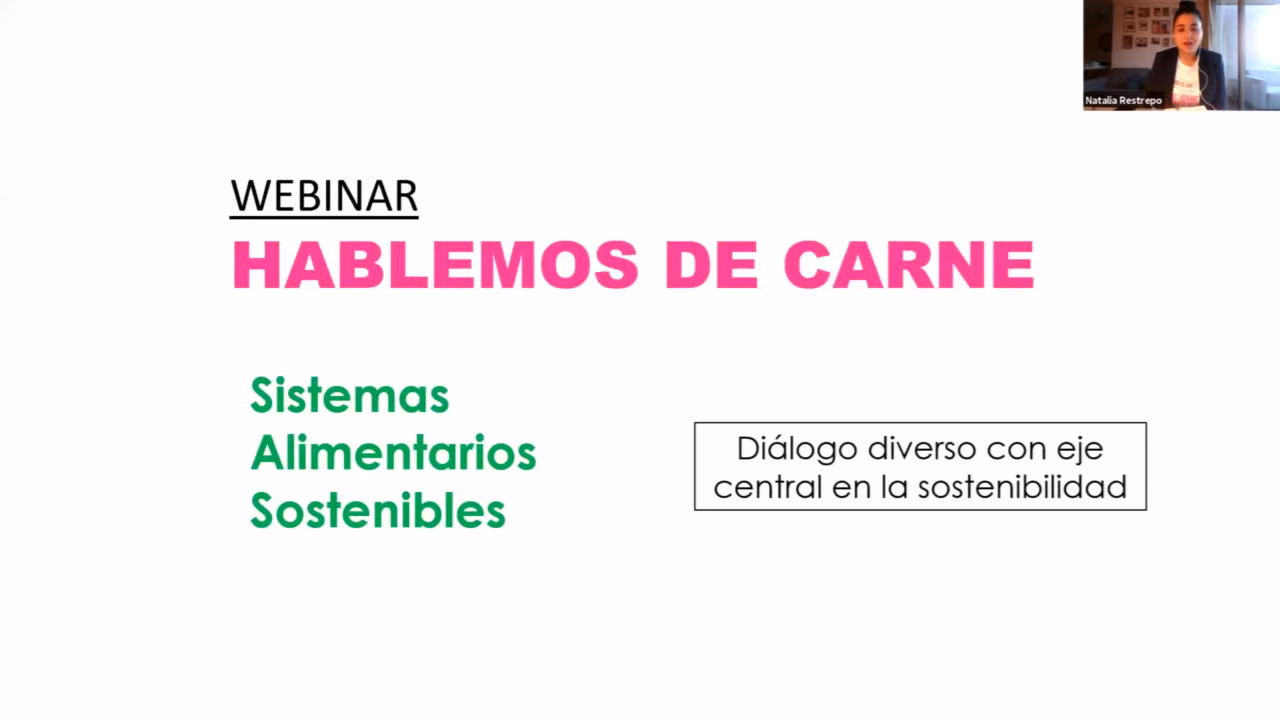 Natalia Restrepo
WEBINAR
HABLEMOS DE CARNE
Sistemas
Alimentarios
Sostenibles
Diálogo diverso con eje
central en la sostenibilidad